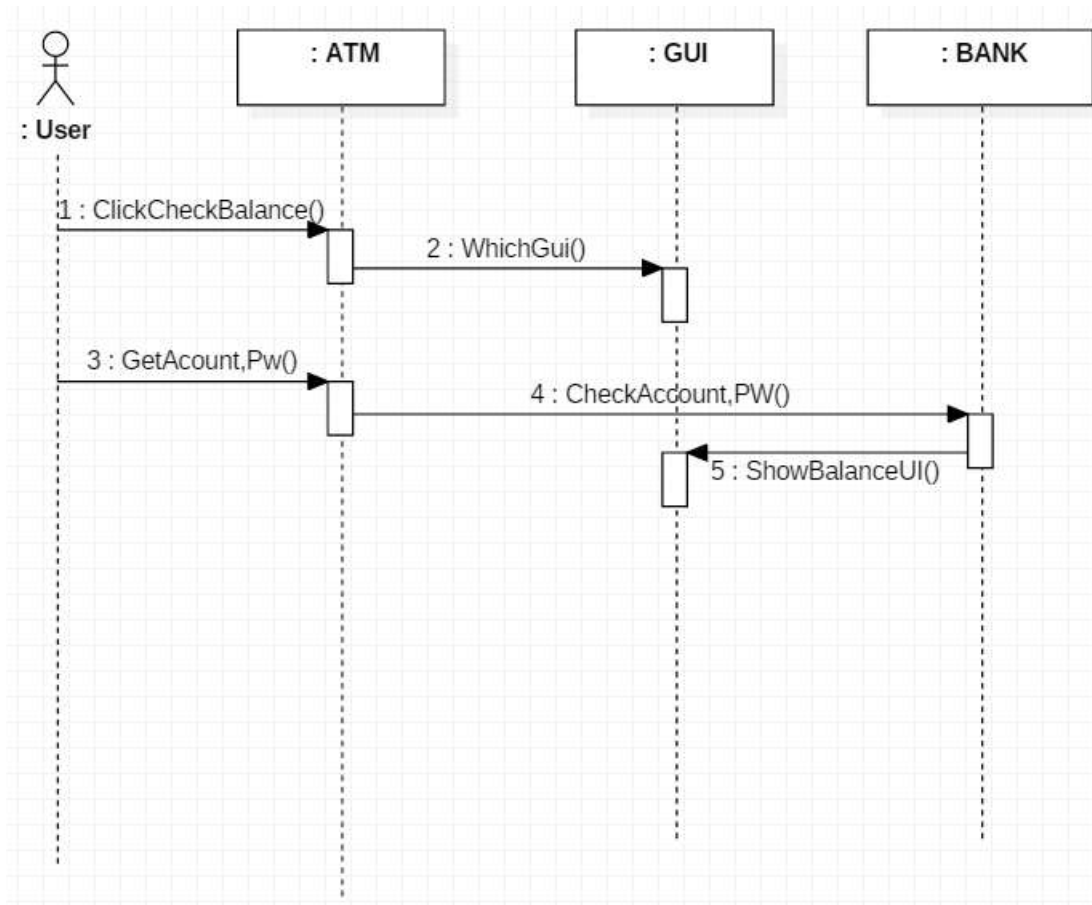 : ATM
: GUI
: BANK
: User
1 : ClickCheckBalance()
2 : WhichGui()
3 : GetAcount,Pw()
4 : CheckAccount,PW()
5 : ShowBalanceUI()